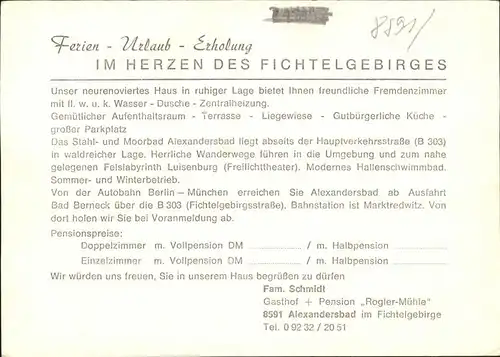 8591/
Ferien - Urlaub - Erholung
IM HERZEN DES FICHTELGEBIRGES
Unser neurenoviertes Haus in ruhiger Lage bietet Ihnen freundliche Fremdenzimmer
mit fl. w. u. k. Wasser - Dusche - Zentralheizung.
Gemütlicher Aufenthaltsraum - Terrasse - Liegewiese - Gutbürgerliche Küche -
großer Parkplatz
Das Stahl- und Moorbad Alexandersbad liegt abseits der Hauptverkehrsstraße (B 303)
in waldreicher Lage. Herrliche Wanderwege führen in die Umgebung und zum nahe
gelegenen Felslabyrinth Luisenburg (Freilichttheater). Modernes Hallenschwimmbad.
Sommer- und Winterbetrieb.
Von der Autobahn Berlin – München erreichen Sie Alexandersbad ab Ausfahrt
Bad Berneck über die B 303 (Fichtelgebirgsstraße). Bahnstation ist Marktredwitz. Von
dort holen wir Sie bei Voranmeldung ab.
Pensionspreise:
Doppelzimmer m. Vollpension DM / m. Halbpension
Einzelzimmer m. Vollpension DM / m. Halbpension
Wir würden uns freuen, Sie in unserem Haus begrüßen zu dürfen
Fam. Schmidt
Gasthof + Pension „Rogler-Mühle"
8591 Alexandersbad im Fichtelgebirge
Tel. 0 92 32 / 20 51